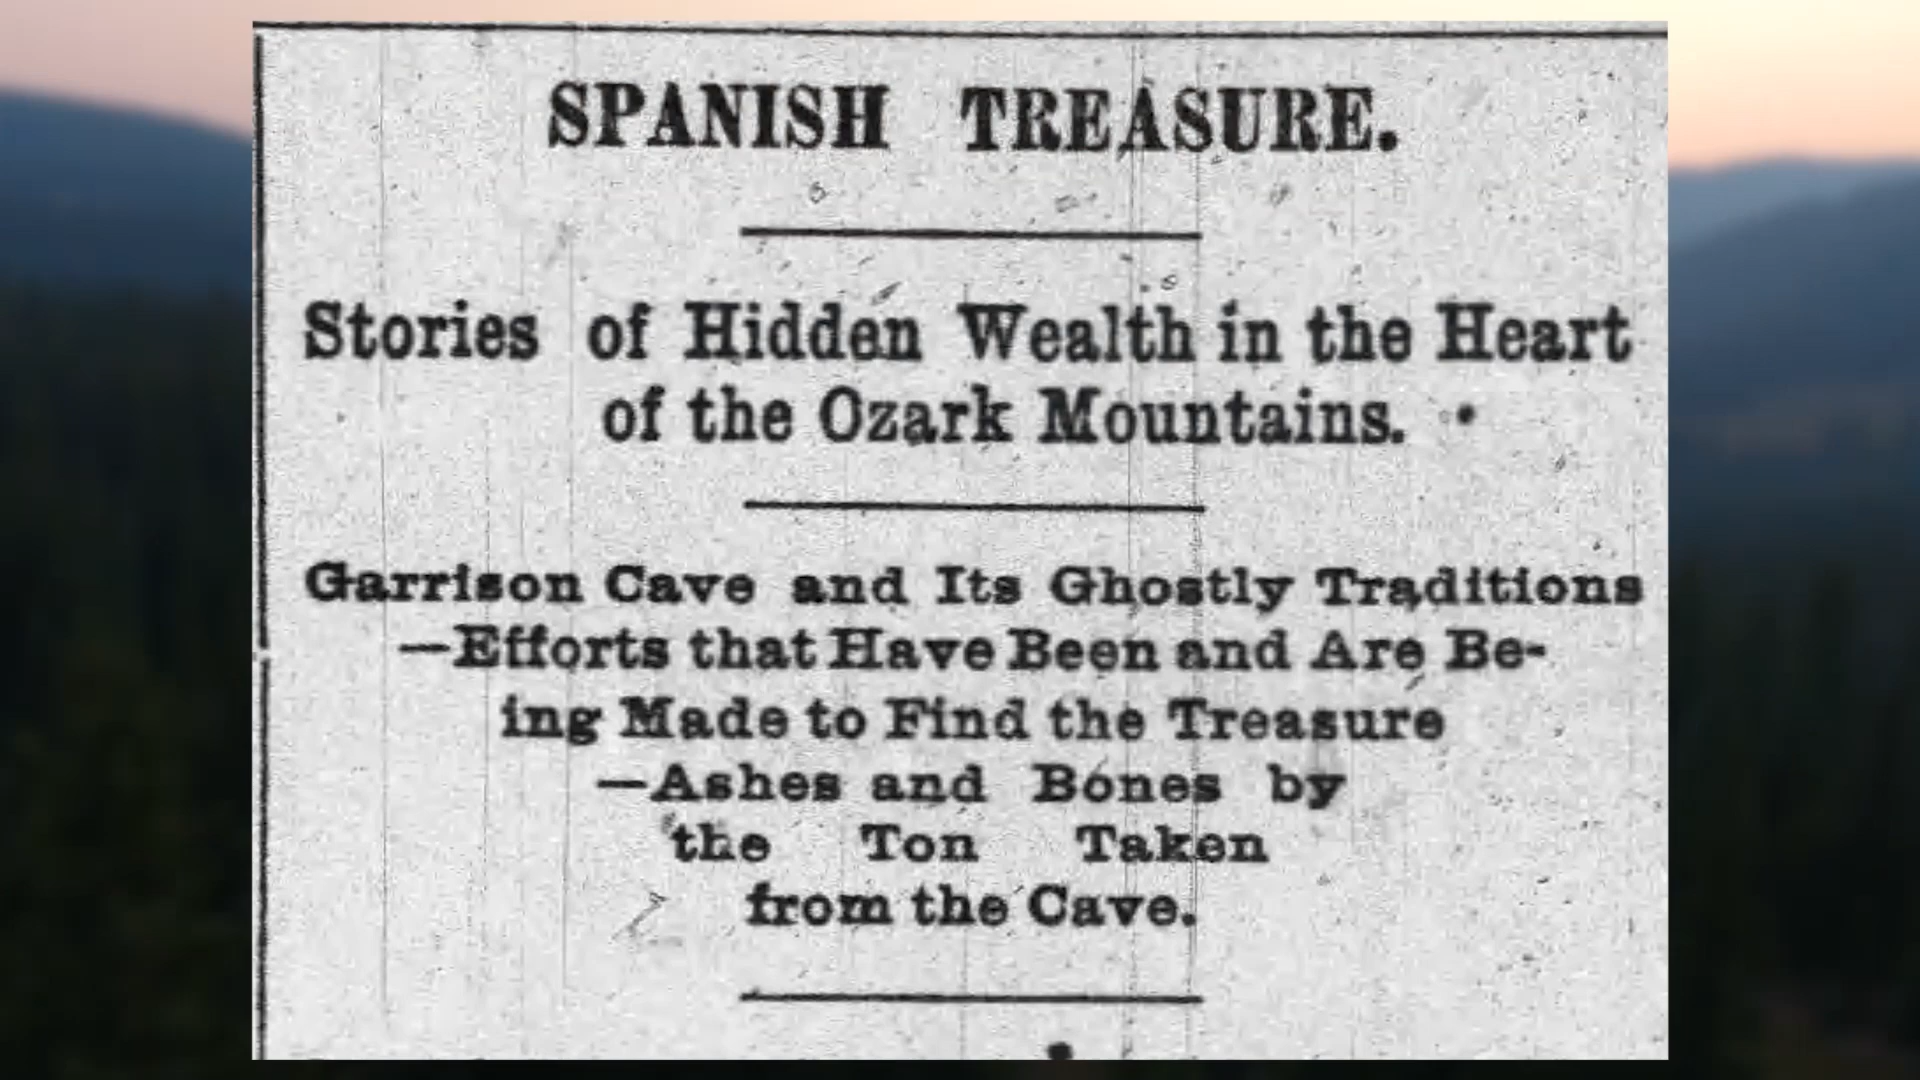 SPANISH TREASURE.
Stories of Hidden Wealth in the Heart
of the Ozark Mountains.
Garrison Cave and Its Ghostly Traditions
—Efforts that Have Been and Are Be-
ing Made to Find the Treasure
—Ashes and Bones by
the Ton Taken
from the Cave.